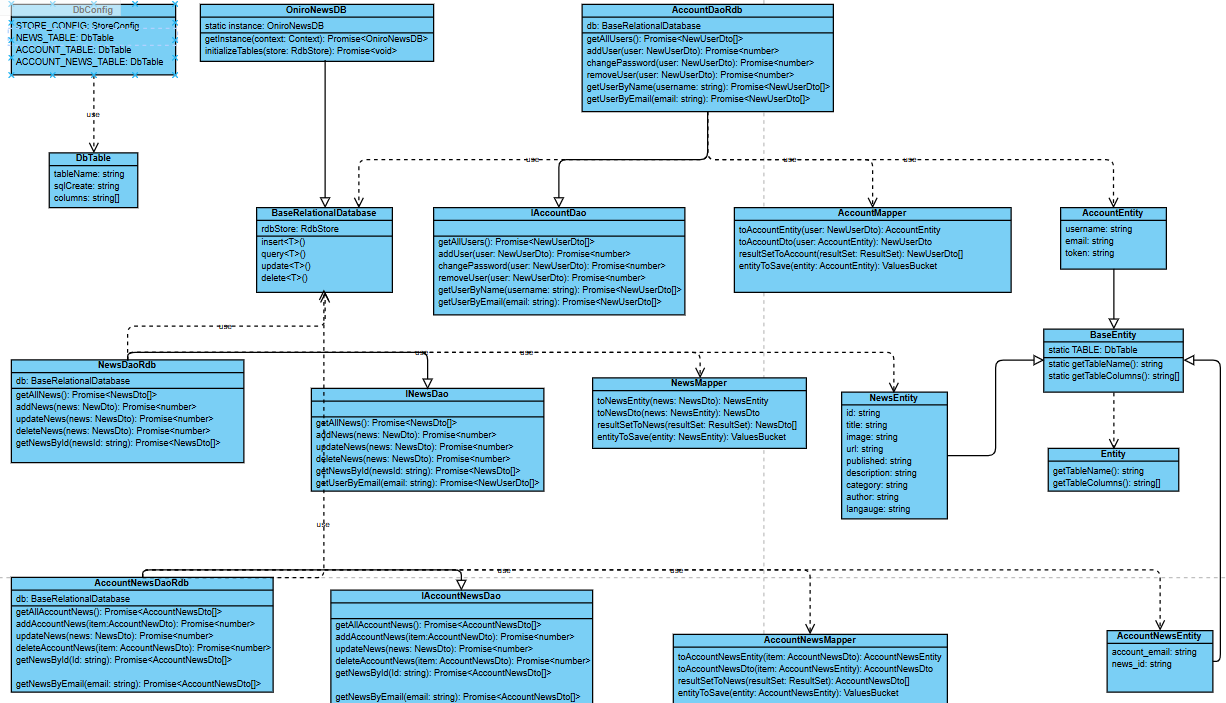 DbConfig
STORE_CONFIG: StoreConfig
NEWS_TABLE: DbTable
ACCOUNT_TABLE: DbTable
ACCOUNT_NEWS_TABLE: DbTable
OniroNewsDB
static instance: OniroNewsDB
getInstance(context: Context): Promise<OniroNewsDB>
initializeTables(store: RdbStore): Promise<void>
AccountDaoRdb
db: BaseRelationalDatabase
getAllUsers(): Promise<NewUserDto[]>
addUser(user: NewUserDto): Promise<number>
changePassword(user: NewUserDto): Promise<number>
removeUser(user: NewUserDto): Promise<number>
getUserByName(username: string): Promise<NewUserDto[]>
getUserByEmail(email: string): Promise<NewUserDto[]>
use
DbTable
tableName: string
sqlCreate: string
columns: string[]
use
use
use
BaseRelationalDatabase
rdbStore: RdbStore
insert<T>()
query<T>()
update<T>()
delete<T>()
IAccountDao
getAllUsers(): Promise<NewUserDto[]>
addUser(user: NewUserDto): Promise<number>
changePassword(user: NewUserDto): Promise<number>
removeUser(user: NewUserDto): Promise<number>
getUserByName(username: string): Promise<NewUserDto[]>
getUserByEmail(email: string): Promise<NewUserDto[]>
AccountMapper
toAccountEntity(user: NewUserDto): AccountEntity
toAccountDto(user: AccountEntity): NewUserDto
resultSetToAccount(resultSet: ResultSet): NewUserDto[]
entityToSave(entity: AccountEntity): ValuesBucket
AccountEntity
username: string
email: string
token: string
use
use
use
NewsDaoRdb
db: BaseRelationalDatabase
getAllNews(): Promise<NewsDto[]>
addNews(news: NewDto): Promise<number>
updateNews(news: NewsDto): Promise<number>
deleteNews(news: NewsDto): Promise<number>
getNewsById(newsId: string): Promise<NewsDto[]>
INewsDao
getAllNews(): Promise<NewsDto[]>
addNews(news: NewDto): Promise<number>
updateNews(news: NewsDto): Promise<number>
deleteNews(news: NewsDto): Promise<number>
getNewsById(newsId: string): Promise<NewsDto[]>
getUserByEmail(email: string): Promise<NewUserDto[]>
NewsMapper
toNewsEntity(news: NewsDto): NewsEntity
toNewsDto(news: NewsEntity): NewsDto
resultSetToNews(resultSet: ResultSet): NewsDto[]
entityToSave(entity: NewsEntity): ValuesBucket
NewsEntity
id: string
title: string
image: string
url: string
published: string
description: string
category: string
author: string
langauge: string
BaseEntity
static TABLE: DbTable
static getTableName(): string
static getTableColumns(): string[]
Entity
getTableName(): string
getTableColumns(): string[]
use
use
use
AccountNewsDaoRdb
db: BaseRelationalDatabase
getAllAccountNews(): Promise<AccountNewsDto[]>
addAccountNews(item:AccountNewDto): Promise<number>
updateNews(news: NewsDto): Promise<number>
deleteAccountNews(item: AccountNewsDto): Promise<number>
getNewsById(Id: string): Promise<AccountNewsDto[]>
getNewsByEmail(email: string): Promise<AccountNewsDto[]>
IAccountNewsDao
getAllAccountNews(): Promise<AccountNewsDto[]>
addAccountNews(item:AccountNewDto): Promise<number>
updateNews(news: NewsDto): Promise<number>
deleteAccountNews(item: AccountNewsDto): Promise<number>
getNewsById(Id: string): Promise<AccountNewsDto[]>
getNewsByEmail(email: string): Promise<AccountNewsDto[]>
AccountNewsMapper
toAccountNewsEntity(item: AccountNewsDto): AccountNewsEntity
toAccountNewsDto(item: AccountNewsEntity): AccountNewsDto
resultSetToNews(resultSet: ResultSet): AccountNewsDto[]
entityToSave(entity: AccountNewsEntity): ValuesBucket
AccountNewsEntity
account_email: string
news_id: string